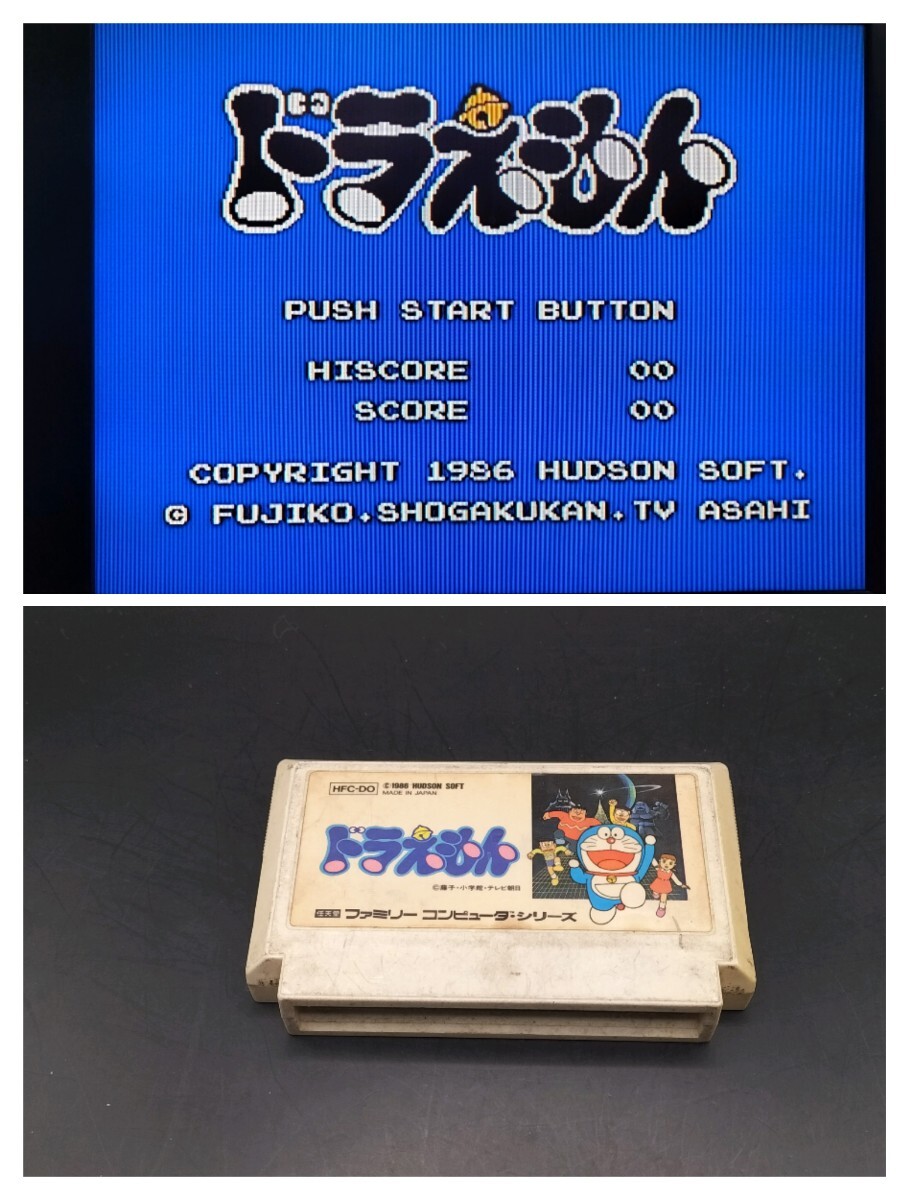 ドラえもん
PUSH START BUTTON
HISCORE 00
SCORE 00
COPYRIGHT 1986 HUDSON SOFT.
© FUJIKO.SHOGAKUKAN.TV ASAHI
HFC-DO © 1986 HUDSON SOFT
MADE IN JAPAN
ドラえもん
©藤子・小学館・テレビ朝日
任天堂 ファミリー コンピュータ・シリーズ